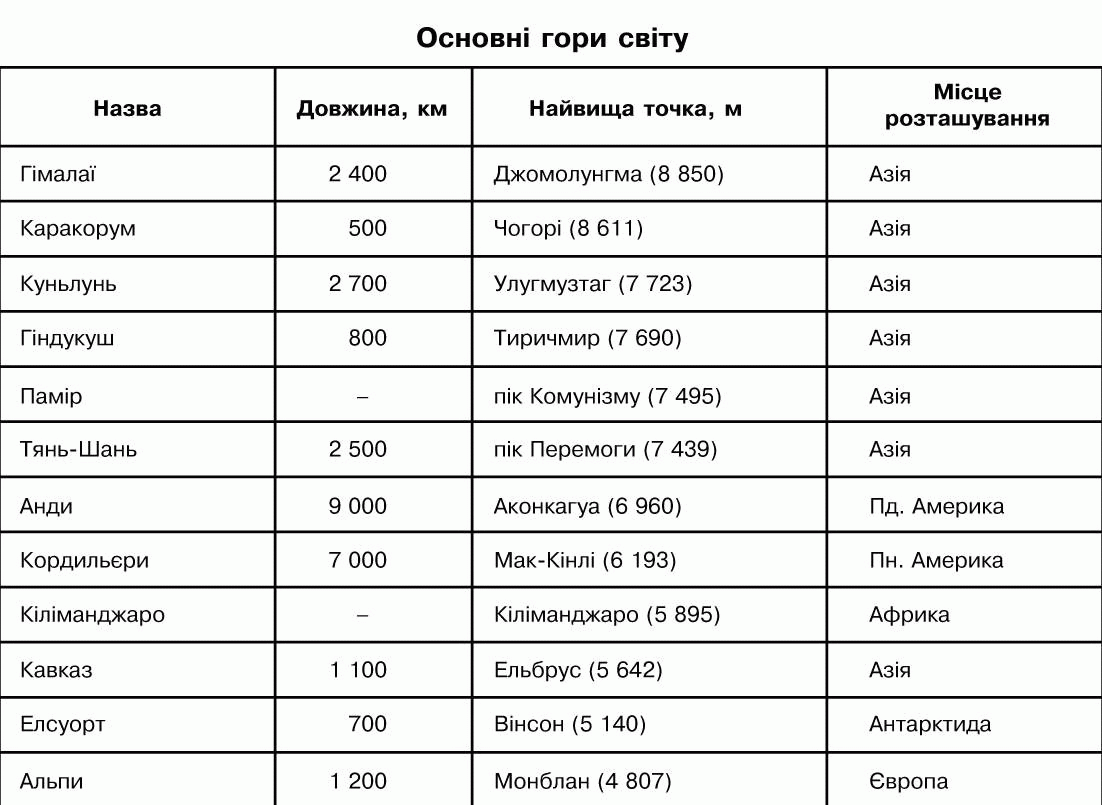 Основні гори світу
Назва Довжина, км Найвища точка, м Місце розташування
Гімалаї 2 400 Джомолунгма (8 850) Азія
Каракорум 500 Чогорі (8 611) Азія
Куньлунь 2 700 Улугмузтаг (7 723) Азія
Гіндукуш 800 Тиричмир (7 690) Азія
Памір – пік Комунізму (7 495) Азія
Тянь-Шань 2 500 пік Перемоги (7 439) Азія
Анди 9 000 Аконкагуа (6 960) Пд. Америка
Кордильєри 7 000 Мак-Кінлі (6 193) Пн. Америка
Кіліманджаро – Кіліманджаро (5 895) Африка
Кавказ 1 100 Ельбрус (5 642) Азія
Елсуорт 700 Вінсон (5 140) Антарктида
Альпи 1 200 Монблан (4 807) Європа